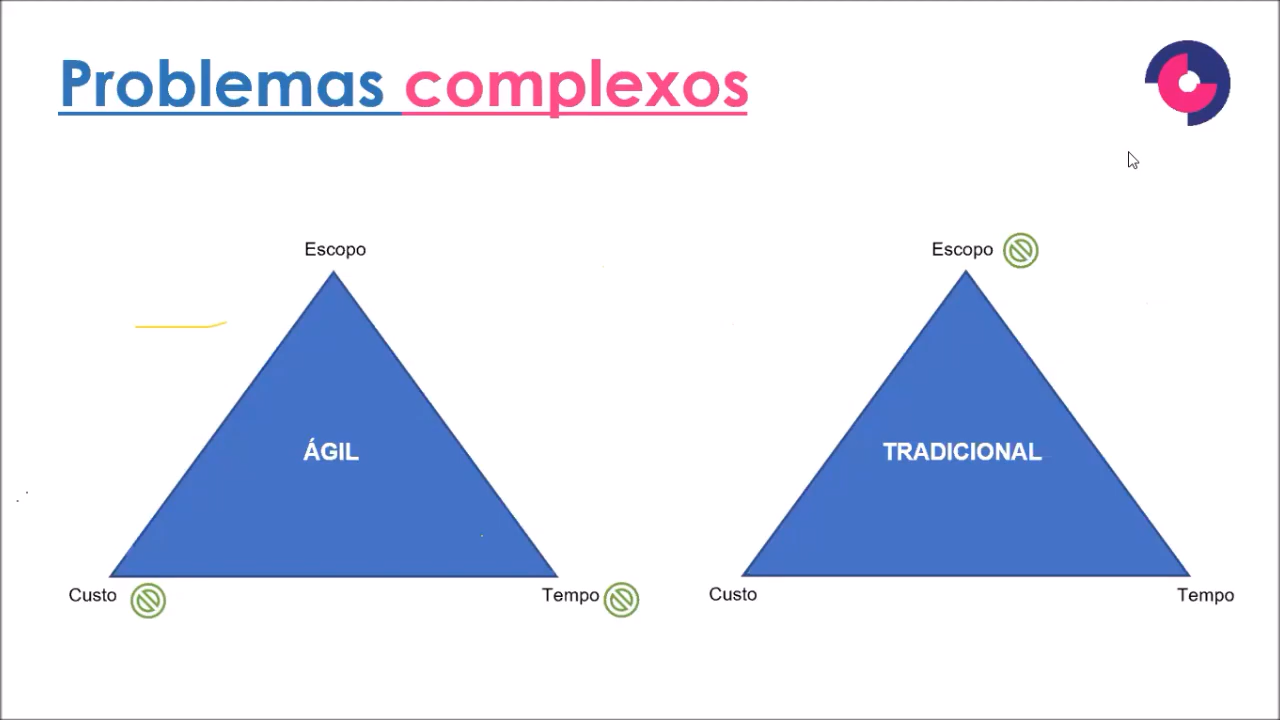 Problemas complexos
Escopo
ÁGIL
Custo
Tempo
Escopo
TRADICIONAL
Custo
Tempo